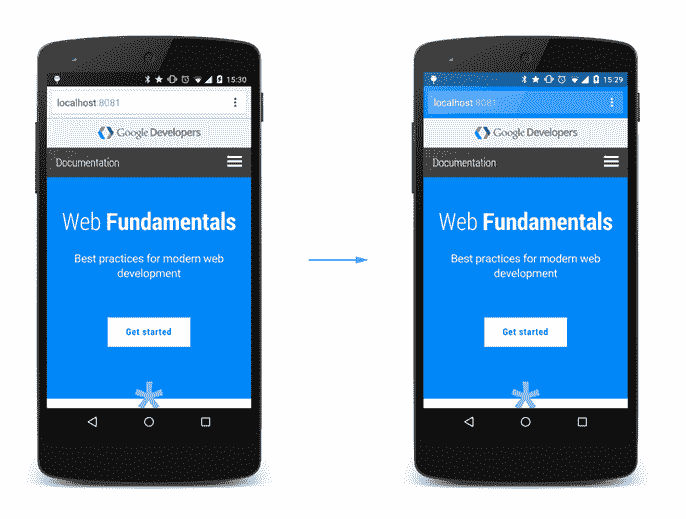 15:30
localhost:8081
Google Developers
Documentation
Web Fundamentals
Best practices for modern web
development
Get started
15:29
localhost:8081
Google Developers
Documentation
Web Fundamentals
Best practices for modern web
development
Get started